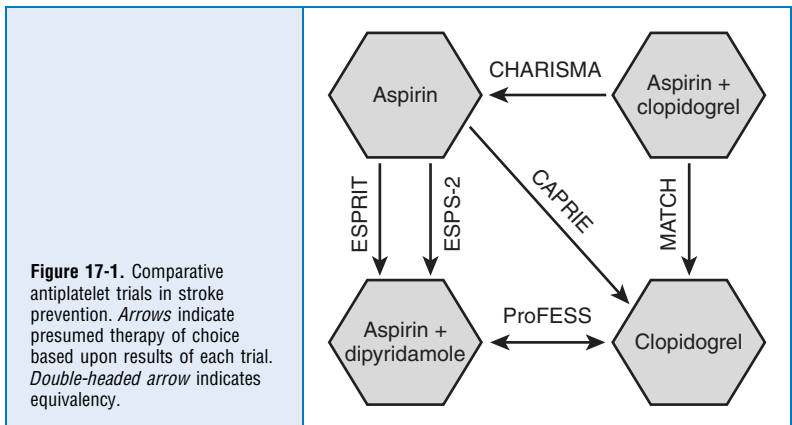 Figure 17-1. Comparative
antiplatelet trials in stroke
prevention. Arrows indicate
presumed therapy of choice
based upon results of each trial.
Double-headed arrow indicates
equivalency.
Aspirin
CHARISMA
Aspirin +
clopidogrel
ESPRIT
ESPS-2
CAPRIE
MATCH
Aspirin +
dipyridamole
ProFESS
Clopidogrel